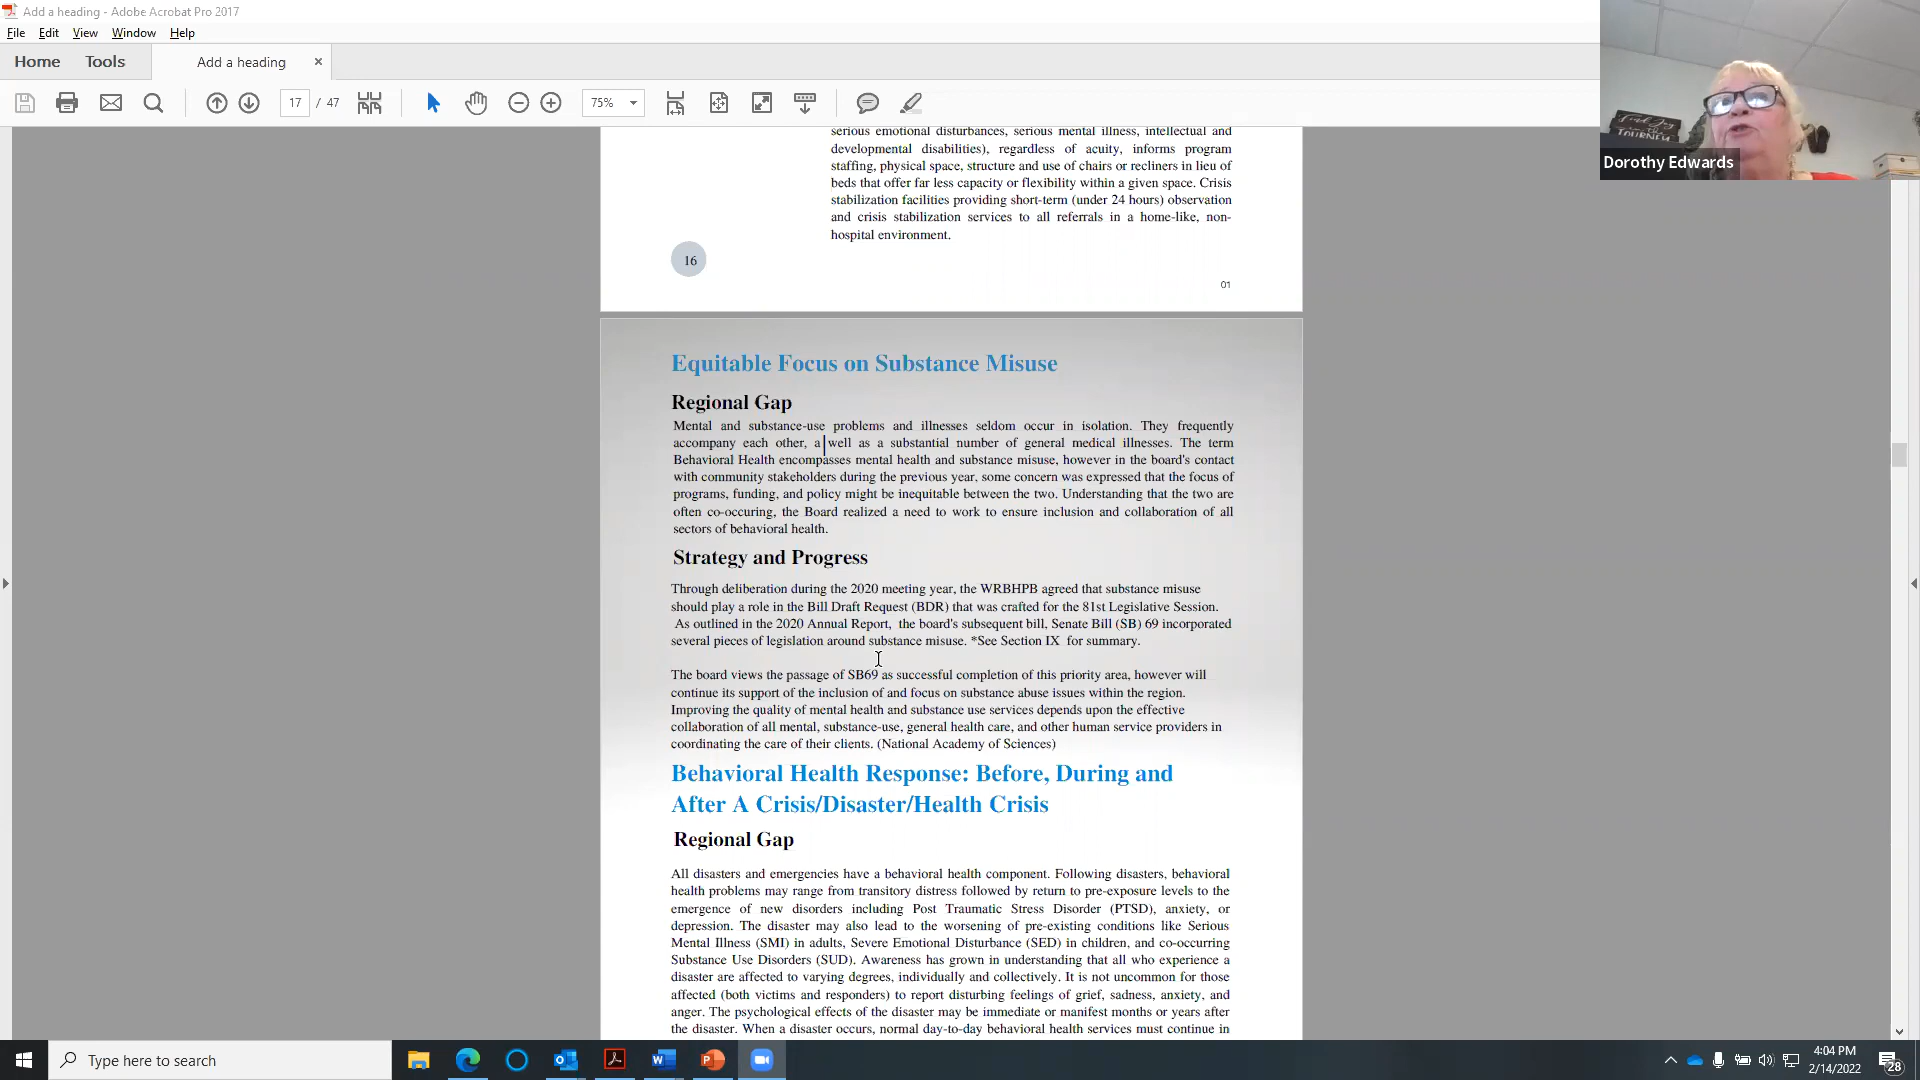 Add a heading - Adobe Acrobat Pro 2017
File Edit View Window Help
Home Tools Add a heading ×
17 / 47 75%
Dorothy Edwards
serious emotional disturbances, serious mental illness, intellectual and
developmental disabilities), regardless of acuity, informs program
staffing, physical space, structure and use of chairs or recliners in lieu of
beds that offer far less capacity or flexibility within a given space. Crisis
stabilization facilities providing short-term (under 24 hours) observation
and crisis stabilization services to all referrals in a home-like, non-
hospital environment.
16
01
Equitable Focus on Substance Misuse
Regional Gap
Mental and substance-use problems and illnesses seldom occur in isolation. They frequently
accompany each other, a well as a substantial number of general medical illnesses. The term
Behavioral Health encompasses mental health and substance misuse, however in the board's contact
with community stakeholders during the previous year, some concern was expressed that the focus of
programs, funding, and policy might be inequitable between the two. Understanding that the two are
often co-occuring, the Board realized a need to work to ensure inclusion and collaboration of all
sectors of behavioral health.
Strategy and Progress
Through deliberation during the 2020 meeting year, the WRBHPB agreed that substance misuse
should play a role in the Bill Draft Request (BDR) that was crafted for the 81st Legislative Session.
As outlined in the 2020 Annual Report, the board's subsequent bill, Senate Bill (SB) 69 incorporated
several pieces of legislation around substance misuse. *See Section IX for summary.
The board views the passage of SB69 as successful completion of this priority area, however will
continue its support of the inclusion of and focus on substance abuse issues within the region.
Improving the quality of mental health and substance use services depends upon the effective
collaboration of all mental, substance-use, general health care, and other human service providers in
coordinating the care of their clients. (National Academy of Sciences)
Behavioral Health Response: Before, During and
After A Crisis/Disaster/Health Crisis
Regional Gap
All disasters and emergencies have a behavioral health component. Following disasters, behavioral
health problems may range from transitory distress followed by return to pre-exposure levels to the
emergence of new disorders including Post Traumatic Stress Disorder (PTSD), anxiety, or
depression. The disaster may also lead to the worsening of pre-existing conditions like Serious
Mental Illness (SMI) in adults, Severe Emotional Disturbance (SED) in children, and co-occurring
Substance Use Disorders (SUD). Awareness has grown in understanding that all who experience a
disaster are affected to varying degrees, individually and collectively. It is not uncommon for those
affected (both victims and responders) to report disturbing feelings of grief, sadness, anxiety, and
anger. The psychological effects of the disaster may be immediate or manifest months or years after
the disaster. When a disaster occurs, normal day-to-day behavioral health services must continue in
Type here to search
4:04 PM
2/14/2022
28